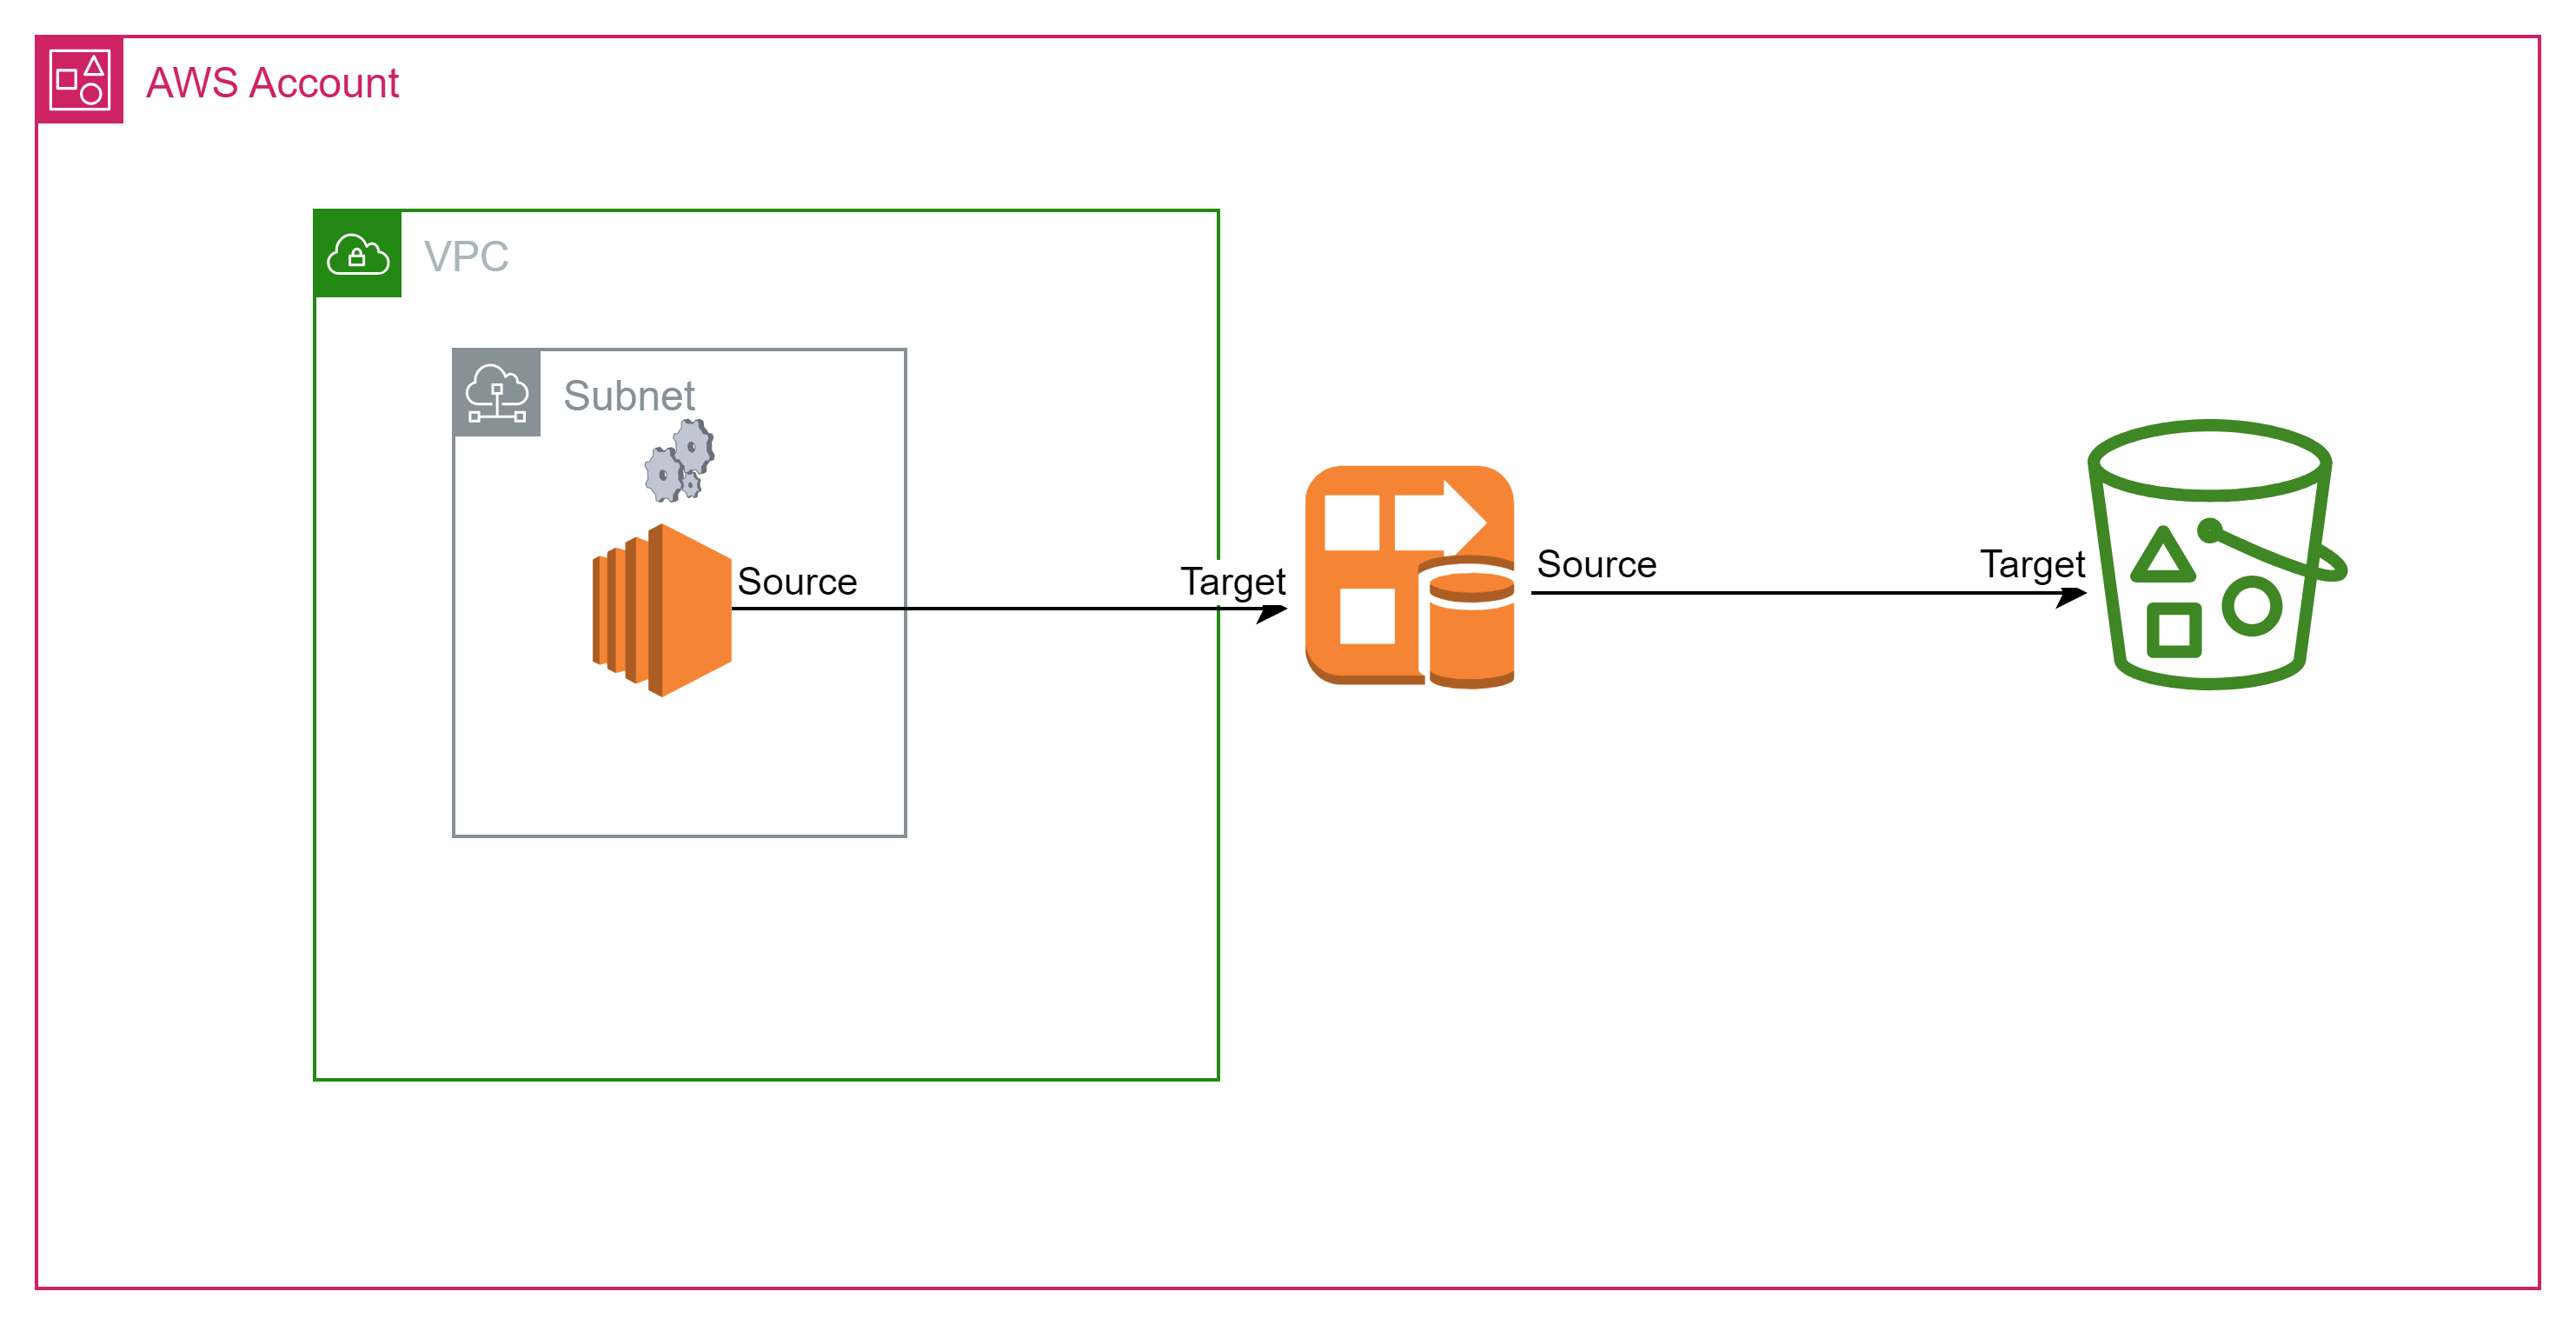 AWS Account
VPC
Subnet
Source
Target
Source
Target